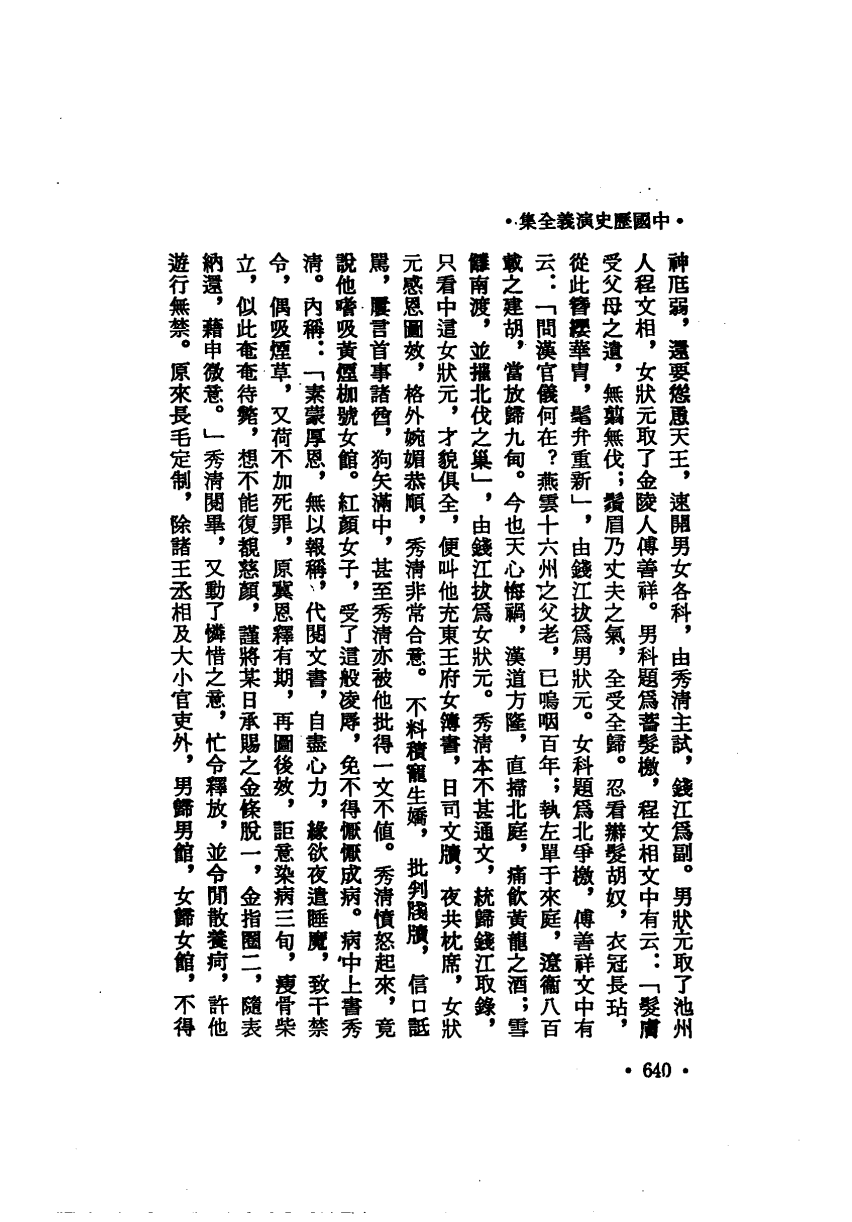 •中國歷史演義全集•
神尫弱，還要慫恿天王，速開男女各科，由秀清主試，錢江爲副。男狀元取了池州
人程文相，女狀元取了金陵人傅善祥。男科題爲蓄髮檄，程文相文中有云：「髮膚
受父母之遺，無翦無伐；鬚眉乃丈夫之氣，全受全歸。忍看辮髮胡奴，衣冠長玷，
從此簪纓華冑，髦弁重新」，由錢江拔爲男狀元。女科題爲北爭檄，傅善祥文中有
云：「問漢官儀何在？燕雲十六州之父老，已嗚咽百年；執左單于來庭，遼衞八百
載之建胡，當放歸九甸。今也天心悔禍，漢道方隆，直掃北庭，痛飲黃龍之酒；雪
讎南渡，並摧北伐之巢」，由錢江拔爲女狀元。秀清本不甚通文，統歸錢江取錄，
只看中這女狀元，才貌俱全，便叫他充東王府女簿書，日司文牘，夜共枕席，女狀
元感恩圖效，格外婉媚恭順，秀清非常合意。不料積寵生嬌，批判牋牘，信口詬
駡，屢言首事諸酋，狗矢滿中，甚至秀清亦被他批得一文不值。秀清憤怒起來，竟
說他嗜吸黃煙枷號女館。紅顏女子，受了這般凌辱，免不得懨懨成病。病中上書秀
清。內稱：「素蒙厚恩，無以報稱，代閱文書，自盡心力，緣欲夜遣睡魔，致干禁
令，偶吸煙草，又荷不加死罪，原冀恩釋有期，再圖後效，詎意染病三旬，瘦骨柴
立，似此奄奄待斃，想不能復覩慈顏，謹將某日承賜之金條脫一，金指圈二，隨表
納還，藉申微意。」秀清閱畢，又動了憐惜之意，忙令釋放，並令閒散養疴，許他
遊行無禁。原來長毛定制，除諸王丞相及大小官吏外，男歸男館，女歸女館，不得
• 640 •